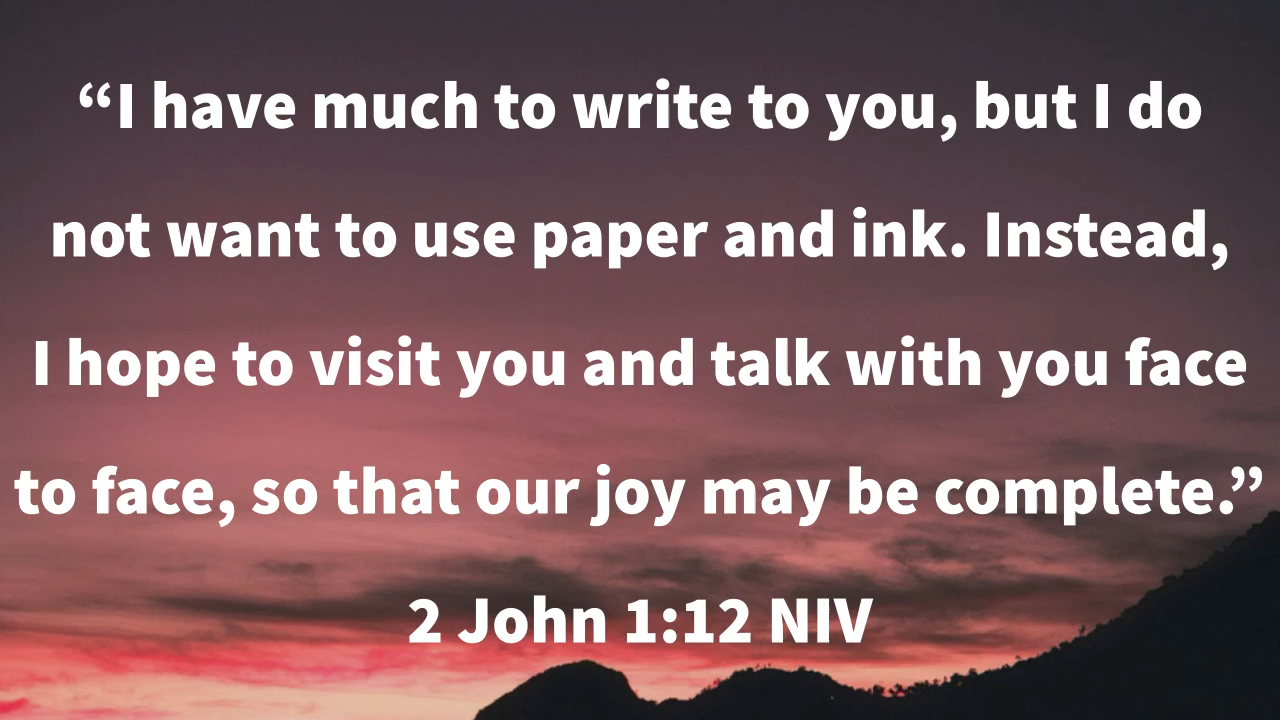 “I have much to write to you, but I do
not want to use paper and ink. Instead,
I hope to visit you and talk with you face
to face, so that our joy may be complete.”
2 John 1:12 NIV